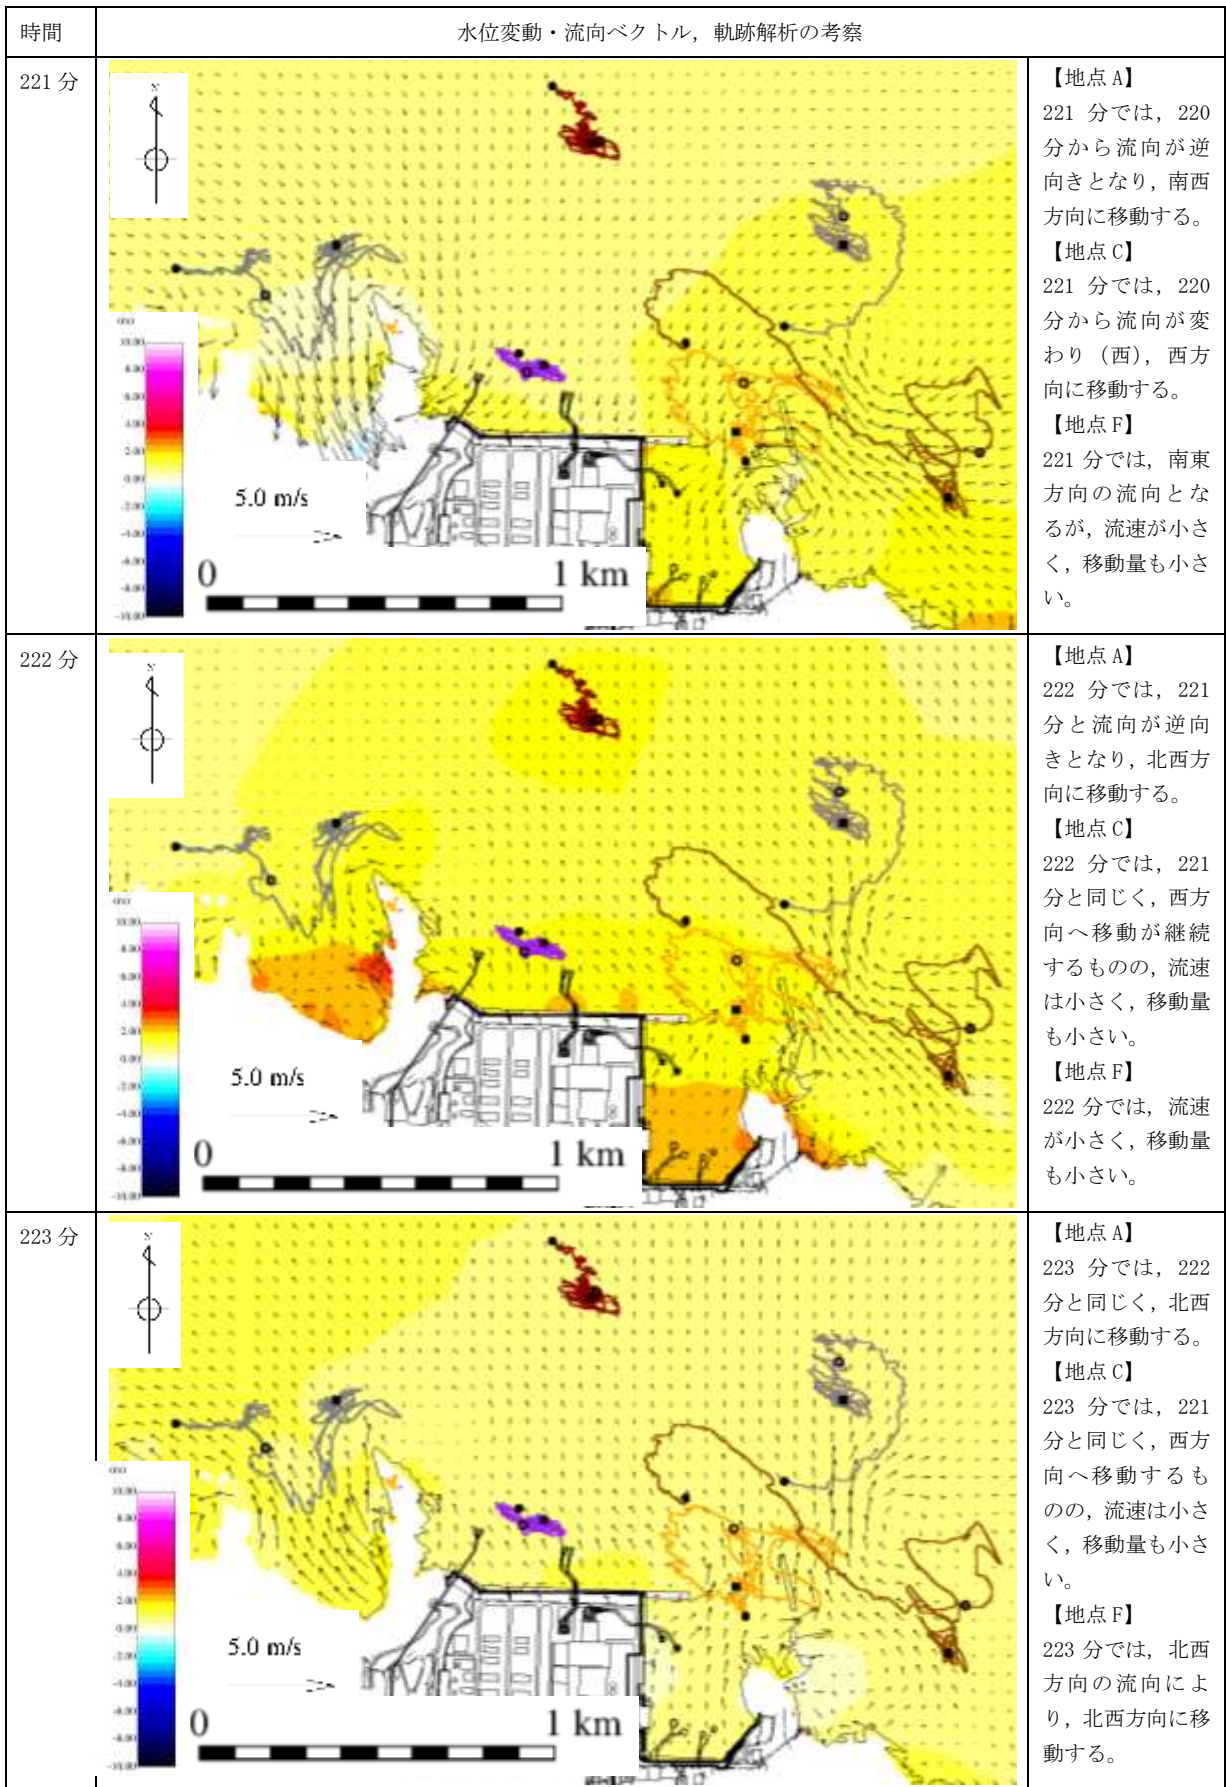 時間
水位変動・流向ベクトル，軌跡解析の考察
221 分
5.0 m/s
0
1 km
【地点 A】
221 分では，220
分から流向が逆
向きとなり，南西
方向に移動する。
【地点 C】
221 分では，220
分から流向が変
わり（西），西方
向に移動する。
【地点 F】
221 分では，南東
方向の流向とな
るが，流速が小さ
く，移動量も小さ
い。
222 分
5.0 m/s
0
1 km
【地点 A】
222 分では，221
分と流向が逆向
きとなり，北西方
向に移動する。
【地点 C】
222 分では，221
分と同じく，西方
向へ移動が継続
するものの，流速
は小さく，移動量
も小さい。
【地点 F】
222 分では，流速
が小さく，移動量
も小さい。
223 分
5.0 m/s
0
1 km
【地点 A】
223 分では，222
分と同じく，北西
方向に移動する。
【地点 C】
223 分では，221
分と同じく，西方
向へ移動するも
のの，流速は小さ
く，移動量も小さ
い。
【地点 F】
223 分では，北西
方向の流向によ
り，北西方向に移
動する。